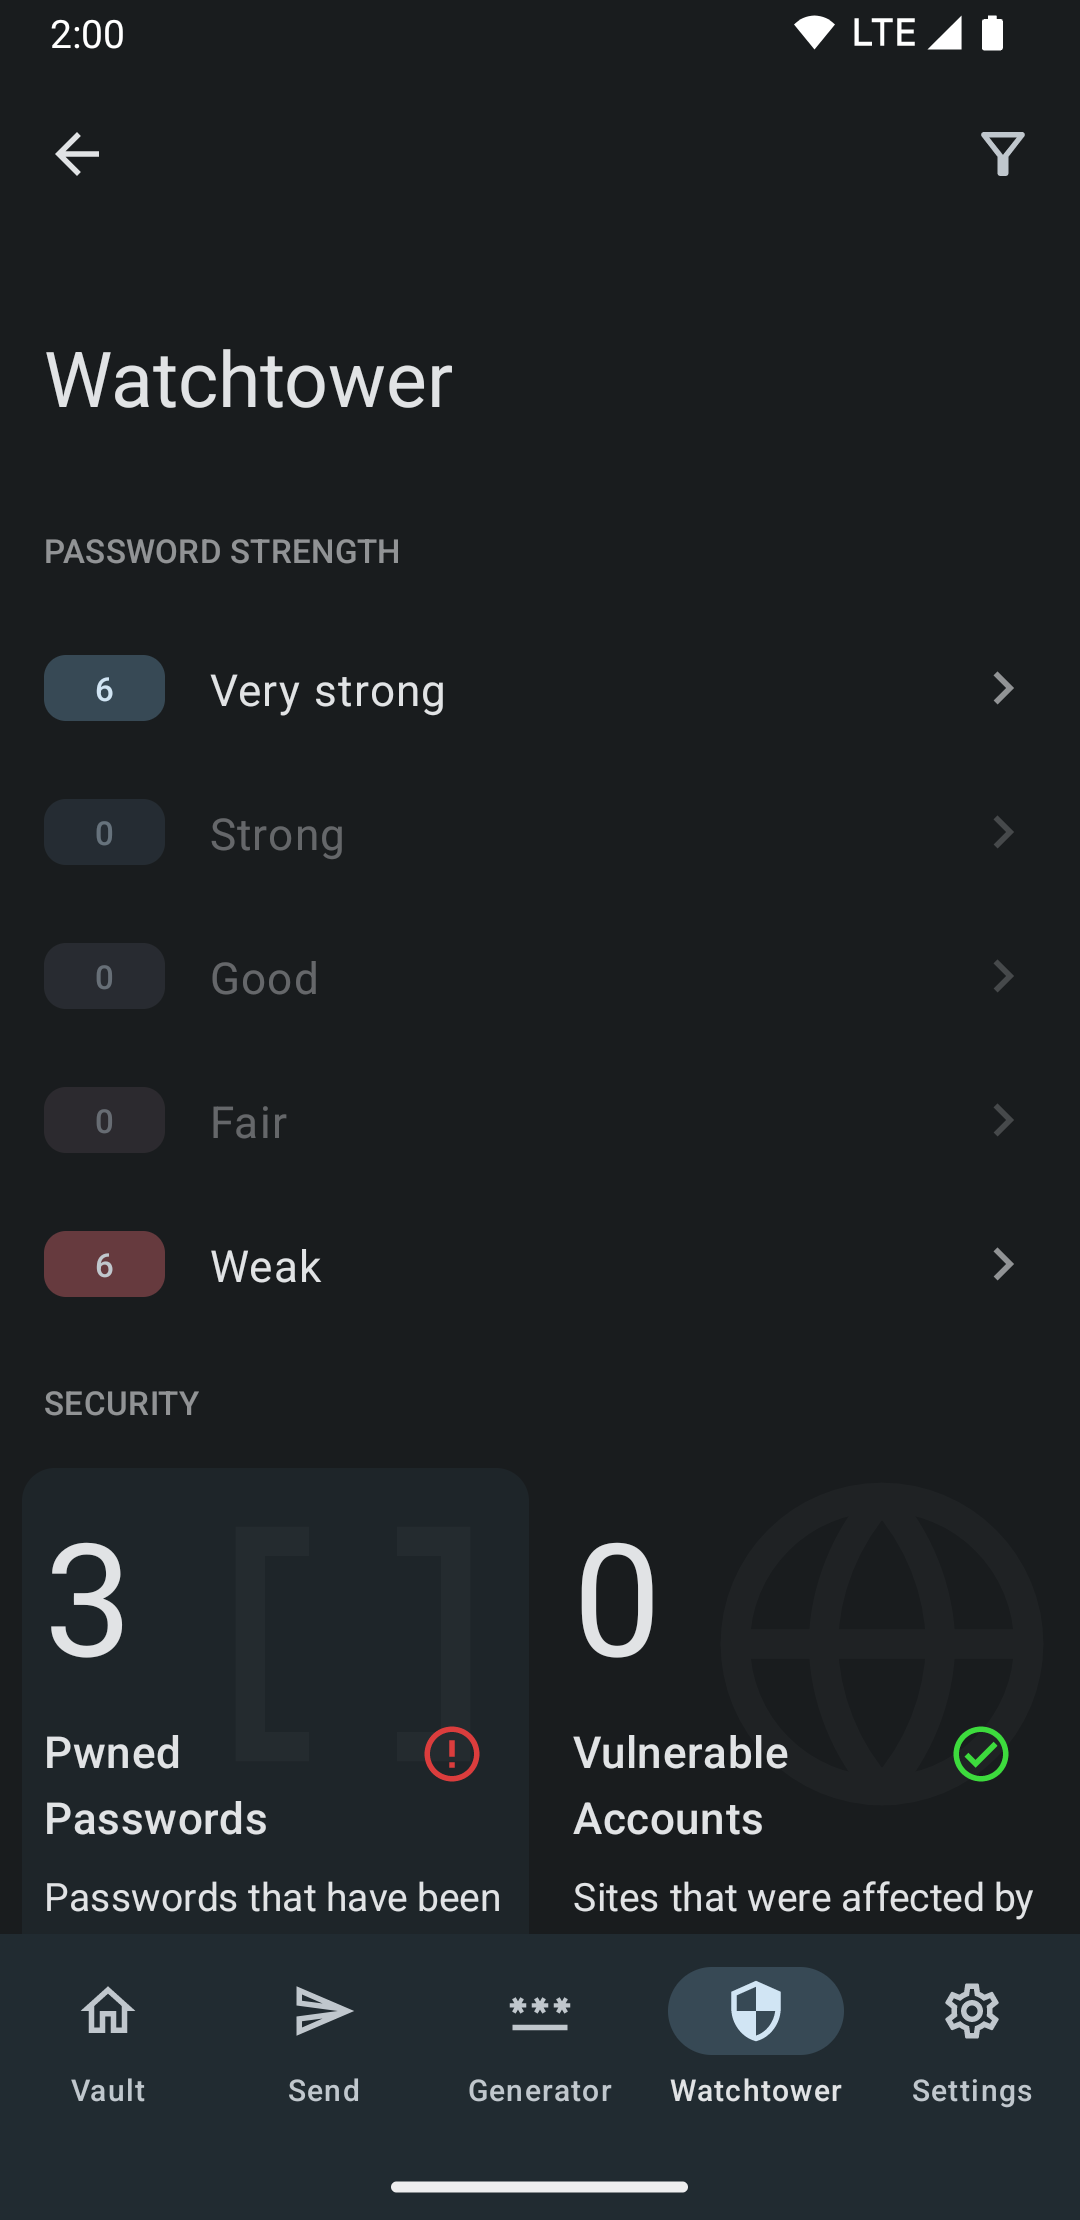 2:00
LTE
Watchtower
PASSWORD STRENGTH
6 Very strong
0 Strong
0 Good
0 Fair
6 Weak
SECURITY
3
Pwned
Passwords
Passwords that have been
0
Vulnerable
Accounts
Sites that were affected by
Vault
Send
Generator
Watchtower
Settings